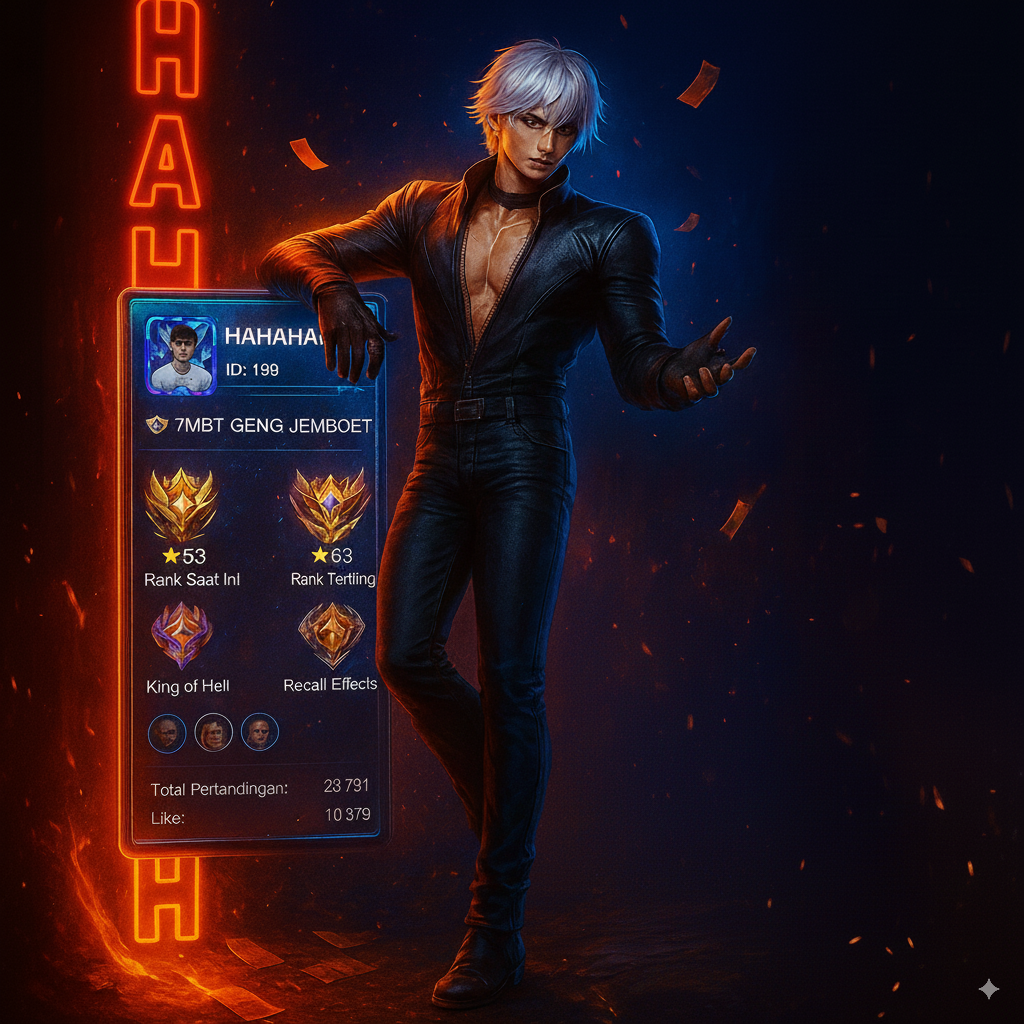 HAH
H
HAHAHA
ID: 199
7MBT GENG JEMBOET
53
63
Rank Saat InI
Rank Tertling
King of Hell
Recall Effects
Total Pertandingan: 23 791
Like: 10 379